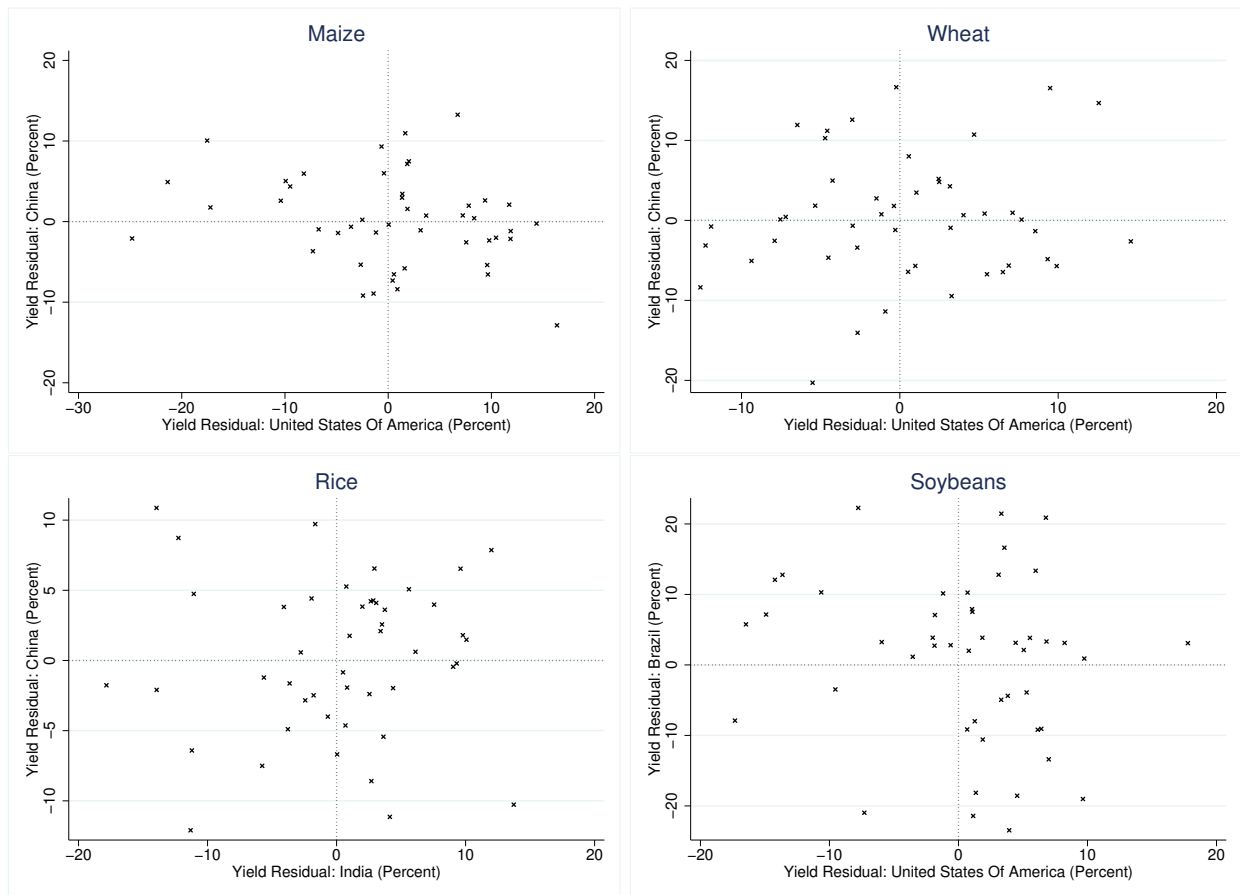 Maize
20
10
0
−10
−20
Yield Residual: China (Percent)
−30 −20 −10 0 10 20
Yield Residual: United States Of America (Percent)
Wheat
20
10
0
−10
−20
Yield Residual: China (Percent)
−10 0 10 20
Yield Residual: United States Of America (Percent)
Rice
10
5
0
−5
−10
Yield Residual: China (Percent)
−20 −10 0 10 20
Yield Residual: India (Percent)
Soybeans
20
10
0
−10
−20
Yield Residual: Brazil (Percent)
−20 −10 0 10 20
Yield Residual: United States Of America (Percent)